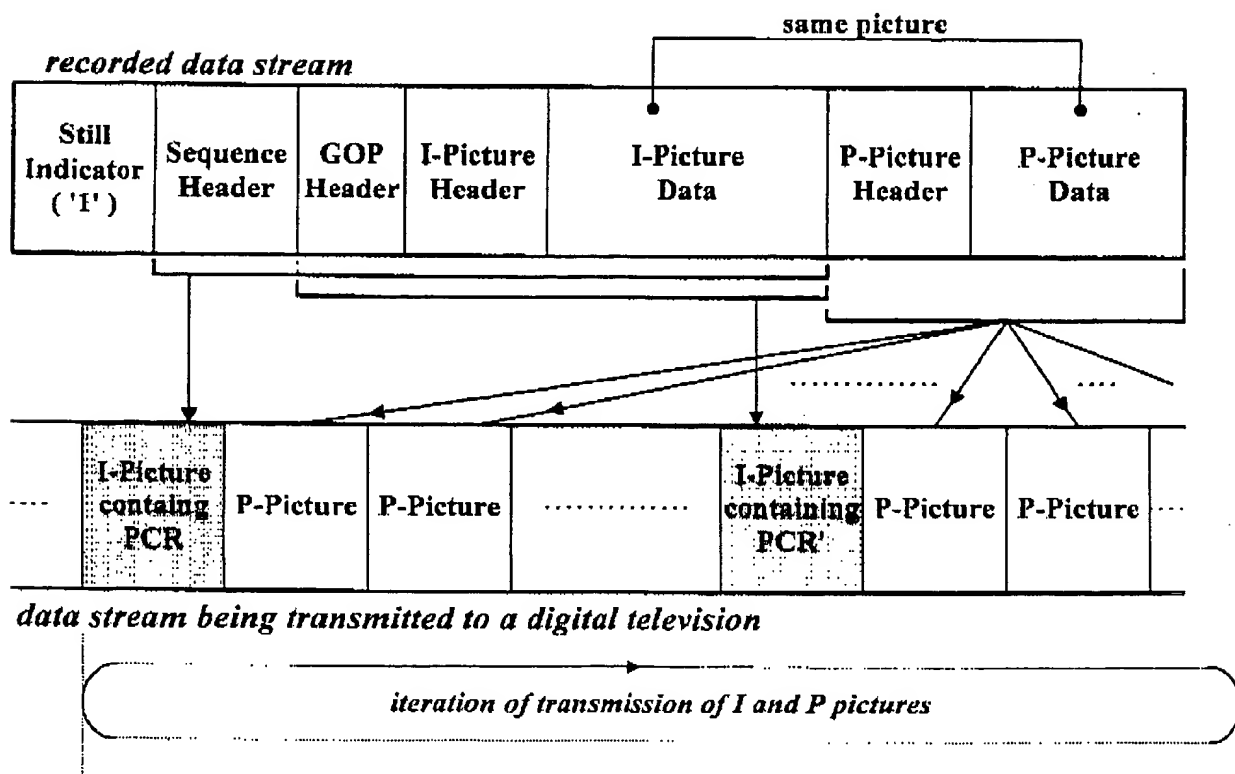 same picture
recorded data stream
Still
Indicator
( 'I' )
Sequence
Header
GOP
Header
I-Picture
Header
I-Picture
Data
P-Picture
Header
P-Picture
Data
I-Picture
containg
PCR
P-Picture
P-Picture
I-Picture
containing
PCR'
P-Picture
P-Picture
data stream being transmitted to a digital television
iteration of transmission of I and P pictures